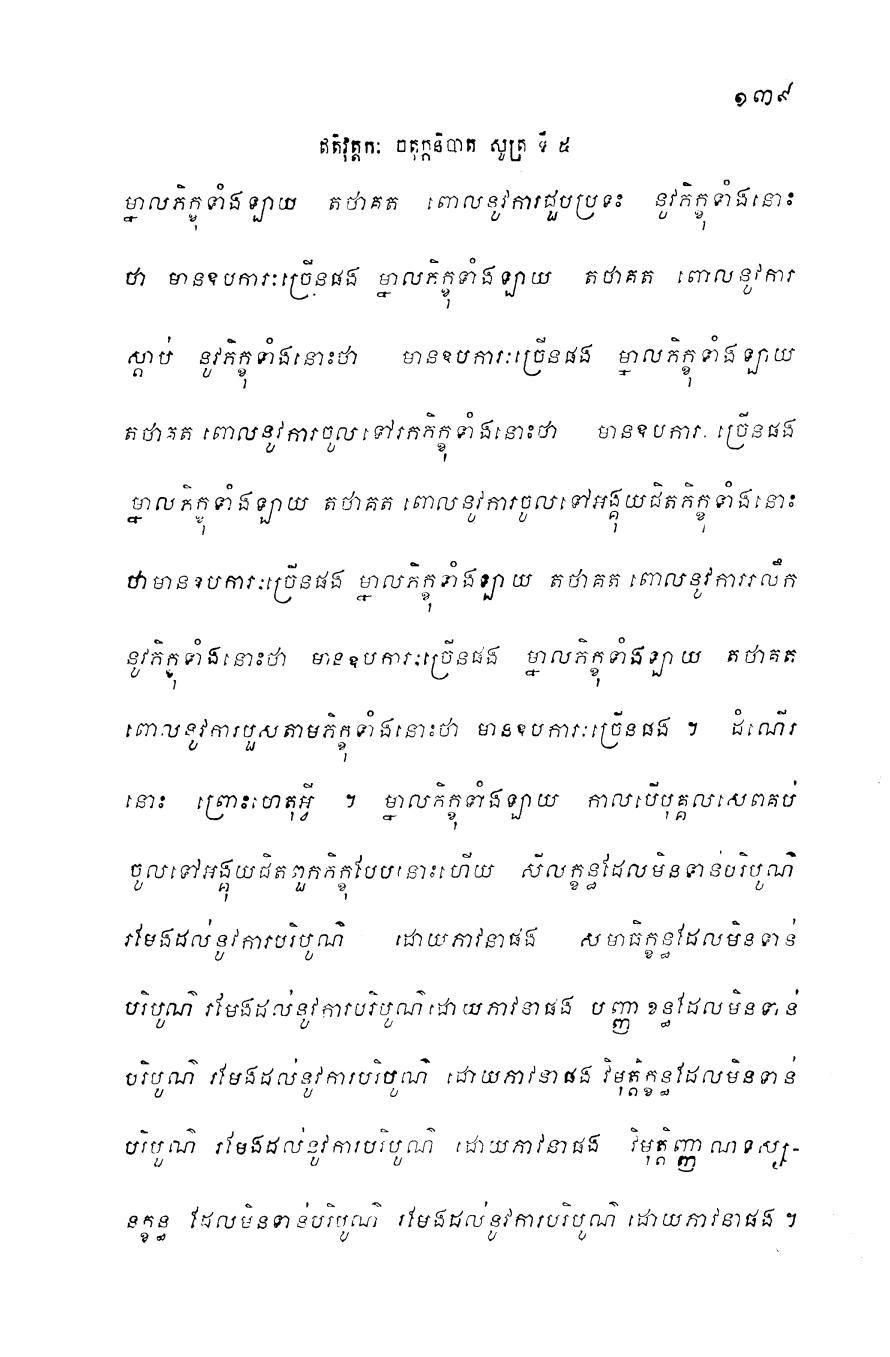 ១៣៩
ឥតិវុត្តកៈ ចតុក្កនិបាត សូត្រ ទី ៥
ម្នាលភិក្ខុទាំងឡាយ តថាគត ពោលនូវការជួបប្រទះ នូវភិក្ខុទាំងនោះ
ថា មានឧបការៈច្រើនផង ម្នាលភិក្ខុទាំងឡាយ តថាគត ពោលនូវការ
ស្តាប់ នូវភិក្ខុទាំងនោះថា មានឧបការៈច្រើនផង ម្នាលភិក្ខុទាំងឡាយ
តថាគត ពោលនូវការចូលទៅរកភិក្ខុទាំងនោះថា មានឧបការៈ ច្រើនផង
ម្នាលភិក្ខុទាំងឡាយ តថាគត ពោលនូវការចូលទៅអង្គុយជិតភិក្ខុទាំងនោះ
ថាមានឧបការៈច្រើនផង ម្នាលភិក្ខុទាំងឡាយ តថាគត ពោលនូវការរលឹក
នូវភិក្ខុទាំងនោះថា មានឧបការៈច្រើនផង ម្នាលភិក្ខុទាំងឡាយ តថាគត
ពោលនូវការបួសតាមភិក្ខុទាំងនោះថា មានឧបការៈច្រើនផង ។ ដំណើរ
នោះ ព្រោះហេតុអ្វី ។ ម្នាលភិក្ខុទាំងឡាយ កាលបើបុគ្គលសេពគប់
ចូលទៅអង្គុយជិតពួកភិក្ខុបែបនោះហើយ សីលក្ខន្ធដែលមិនទាន់បរិបូណ៌
រមែងដល់នូវការបរិបូណ៌ ដោយភាវនាផង សមាធិក្ខន្ធដែលមិនទាន់
បរិបូណ៌ រមែងដល់នូវការបរិបូណ៌ដោយភាវនាផង បញ្ញាខន្ធដែលមិនទាន់
បរិបូណ៌ រមែងដល់នូវការបរិបូណ៌ ដោយភាវនាផង វិមុត្តិក្ខន្ធដែលមិនទាន់
បរិបូណ៌ រមែងដល់នូវការបរិបូណ៌ ដោយភាវនាផង វិមុត្តិញ្ញាណទស្ស-
នក្ខន្ធ ដែលមិនទាន់បរិបូណ៌ រមែងដល់នូវការបរិបូណ៌ ដោយភាវនាផង ។